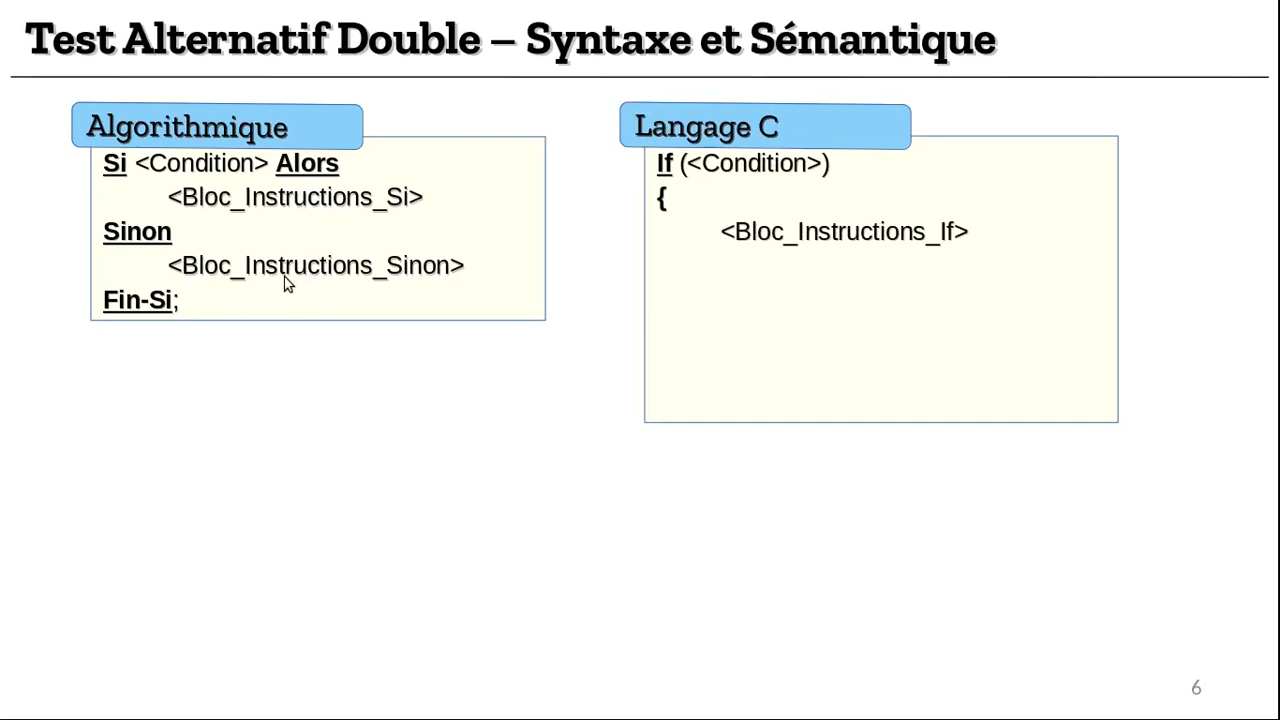 Test Alternatif Double – Syntaxe et Sémantique
Algorithmique
Si <Condition> Alors
<Bloc_Instructions_Si>
Sinon
<Bloc_Instructions_Sinon>
Fin-Si;
Langage C
If (<Condition>)
{
<Bloc_Instructions_If>
6